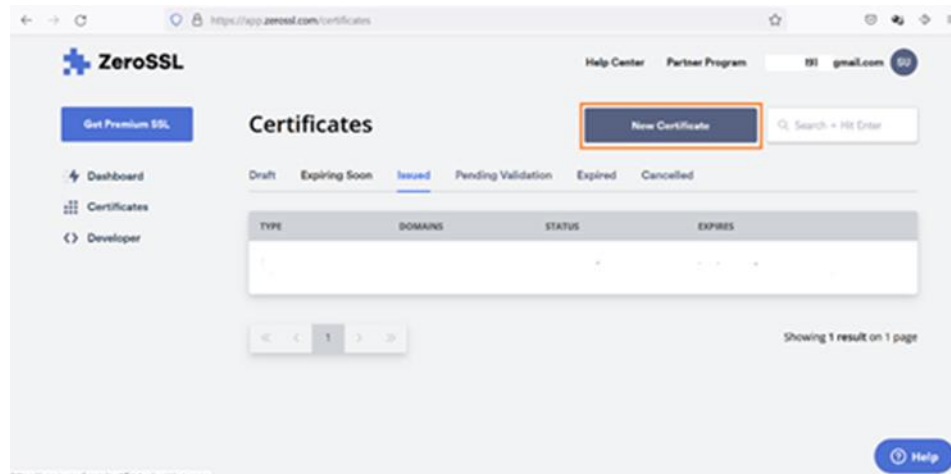 https://app.zerossl.com/certificates
ZeroSSL
Help Center Partner Program gmail.com SU
Get Premium SSL
Certificates
New Certificate
Search + Hit Enter
Dashboard
Certificates
Developer
Draft Expiring Soon Issued Pending Validation Expired Cancelled
TYPE DOMAINS STATUS EXPIRES
« < 1 > »
Showing 1 result on 1 page
Help